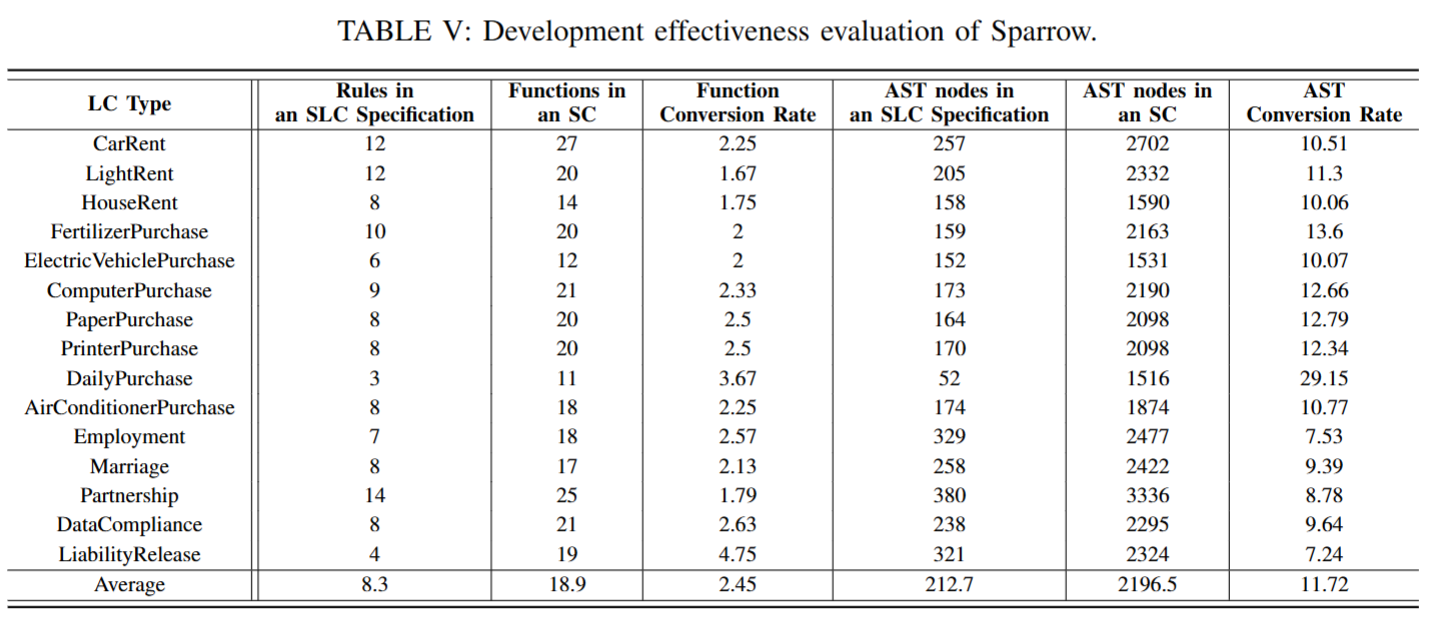 TABLE V: Development effectiveness evaluation of Sparrow.
LC Type Rules in an SLC Specification Functions in an SC Function Conversion Rate AST nodes in an SLC Specification AST nodes in an SC AST Conversion Rate
CarRent 12 27 2.25 257 2702 10.51
LightRent 12 20 1.67 205 2332 11.3
HouseRent 8 14 1.75 158 1590 10.06
FertilizerPurchase 10 20 2 159 2163 13.6
ElectricVehiclePurchase 6 12 2 152 1531 10.07
ComputerPurchase 9 21 2.33 173 2190 12.66
PaperPurchase 8 20 2.5 164 2098 12.79
PrinterPurchase 8 20 2.5 170 2098 12.34
DailyPurchase 3 11 3.67 52 1516 29.15
AirConditionerPurchase 8 18 2.25 174 1874 10.77
Employment 7 18 2.57 329 2477 7.53
Marriage 8 17 2.13 258 2422 9.39
Partnership 14 25 1.79 380 3336 8.78
DataCompliance 8 21 2.63 238 2295 9.64
LiabilityRelease 4 19 4.75 321 2324 7.24
Average 8.3 18.9 2.45 212.7 2196.5 11.72